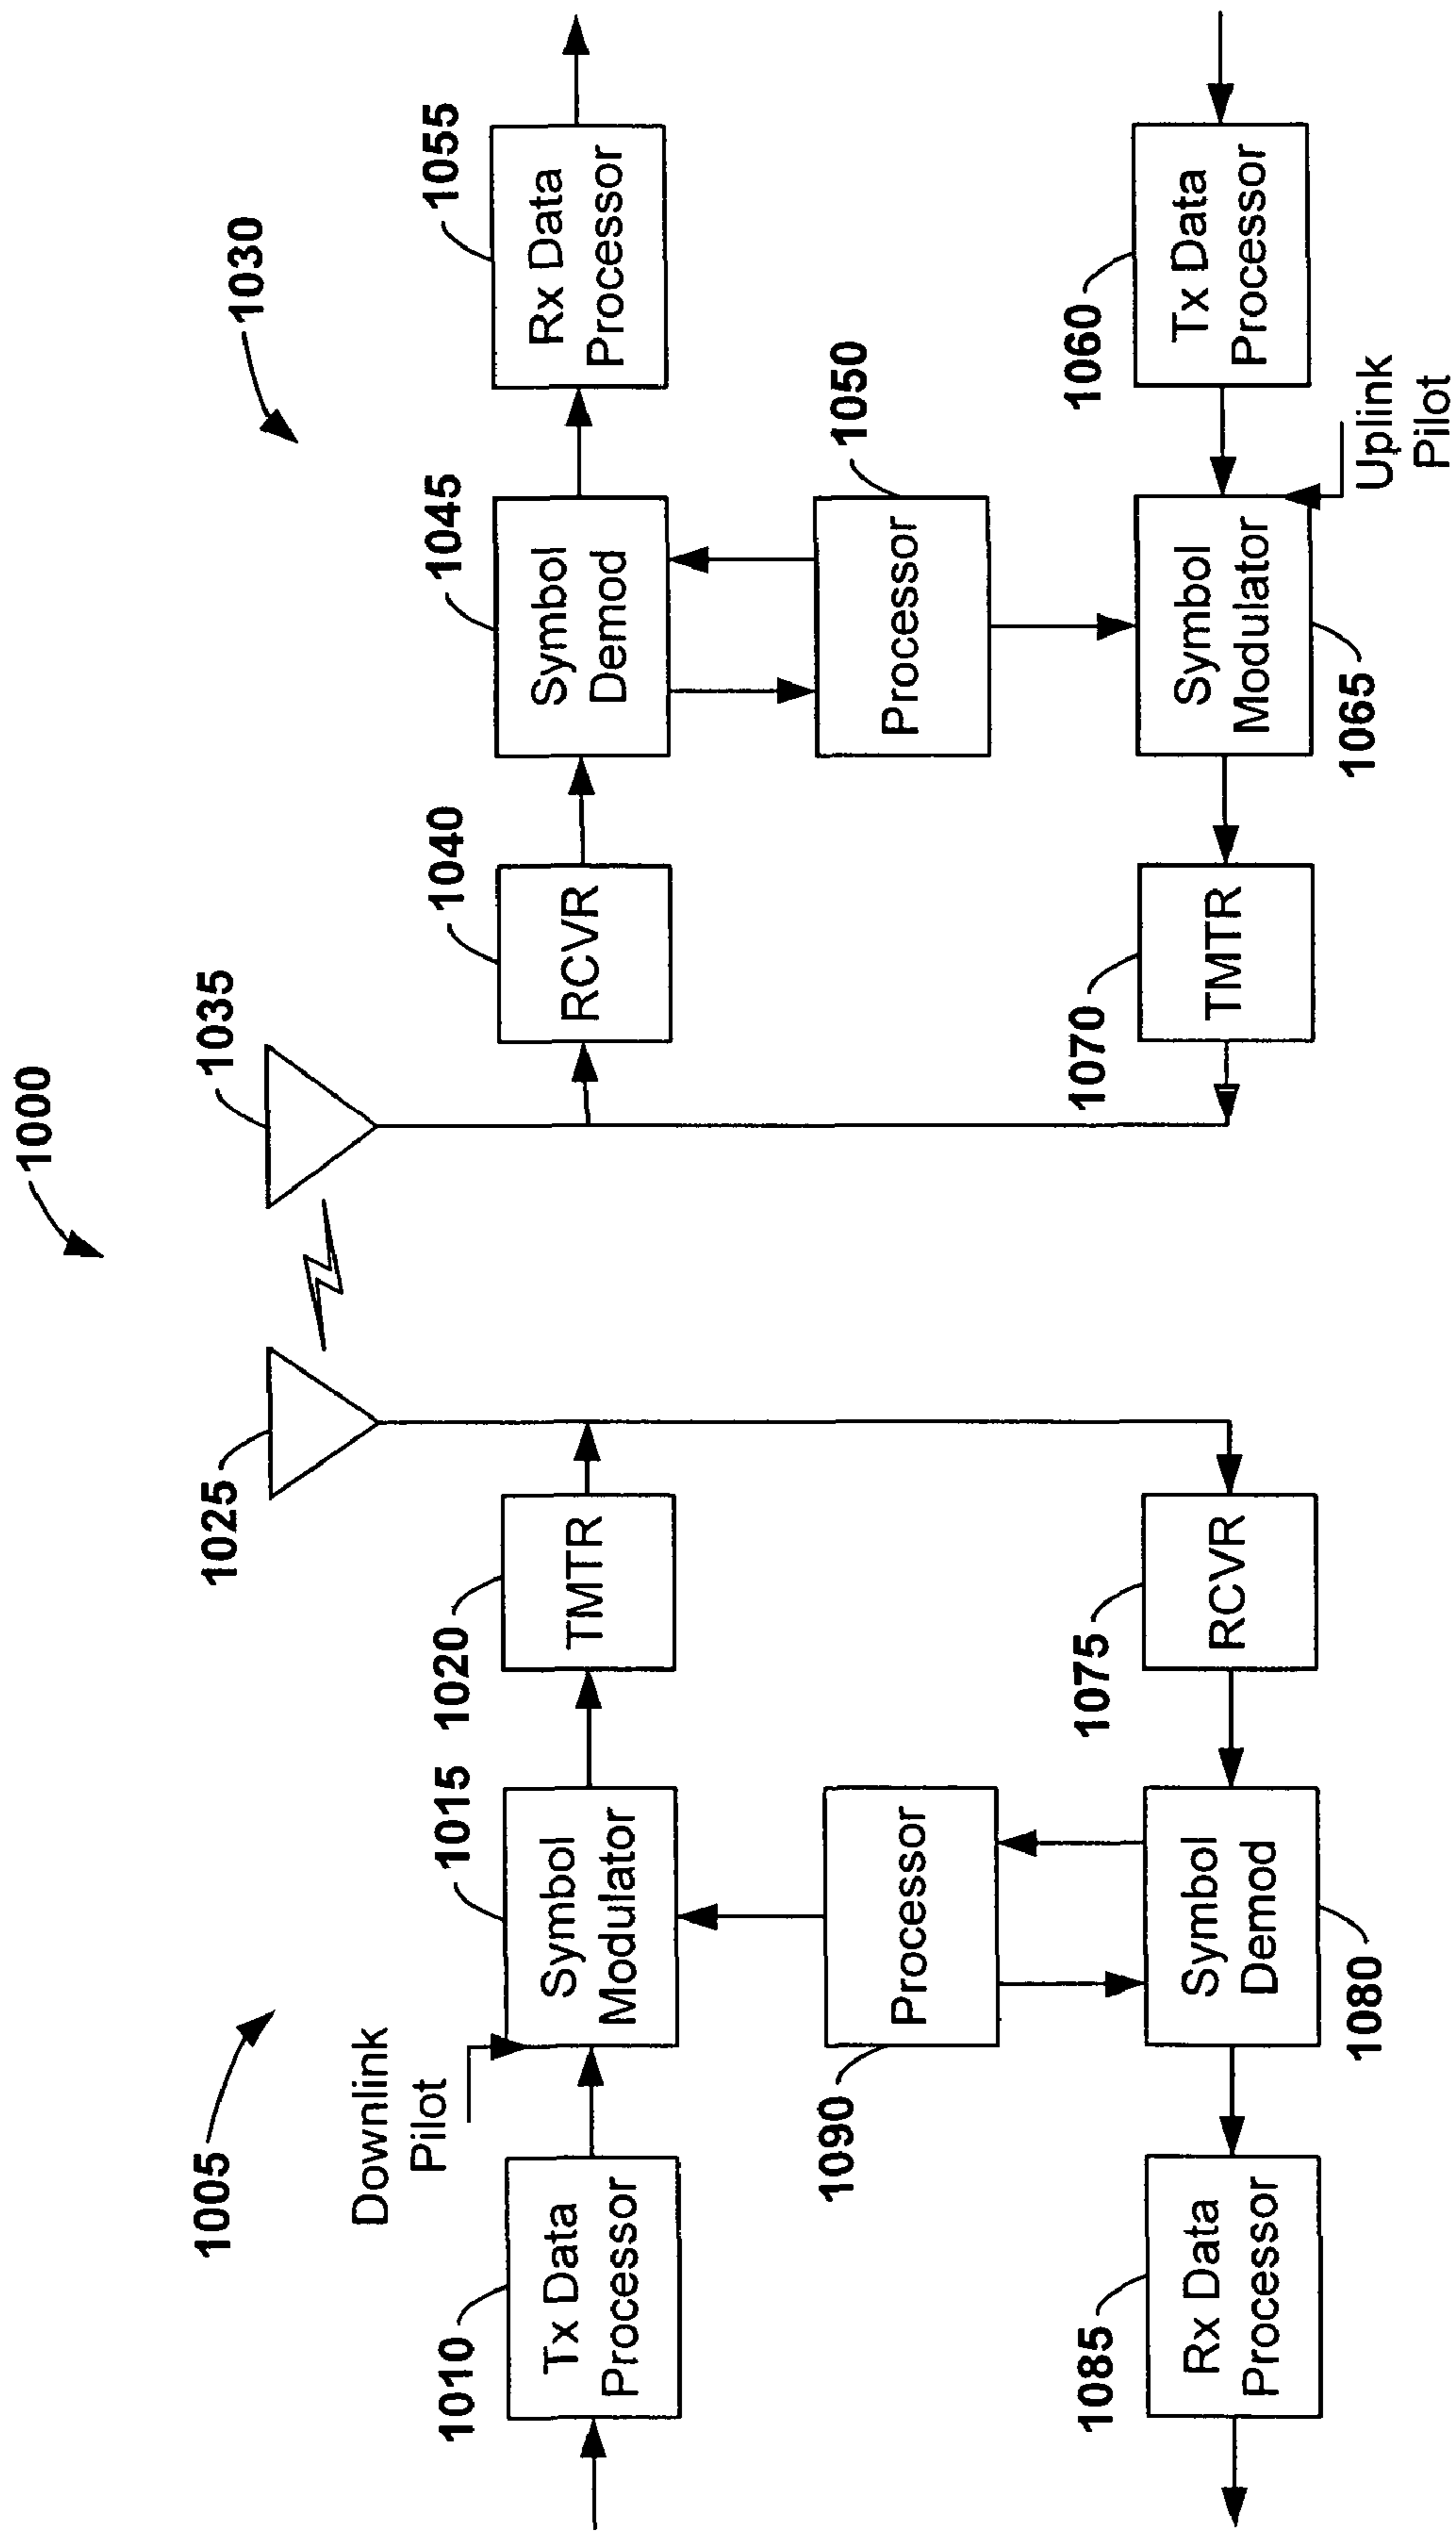 1000
1005
1030
1025
1035
Downlink
Pilot
1010
Tx Data
Processor
1015
Symbol
Modulator
1020
TMTR
1040
RCVR
1045
Symbol
Demod
1055
Rx Data
Processor
1090
Processor
1050
Processor
1085
Rx Data
Processor
1080
Symbol
Demod
1075
RCVR
1070
TMTR
1065
Symbol
Modulator
1060
Tx Data
Processor
Uplink
Pilot